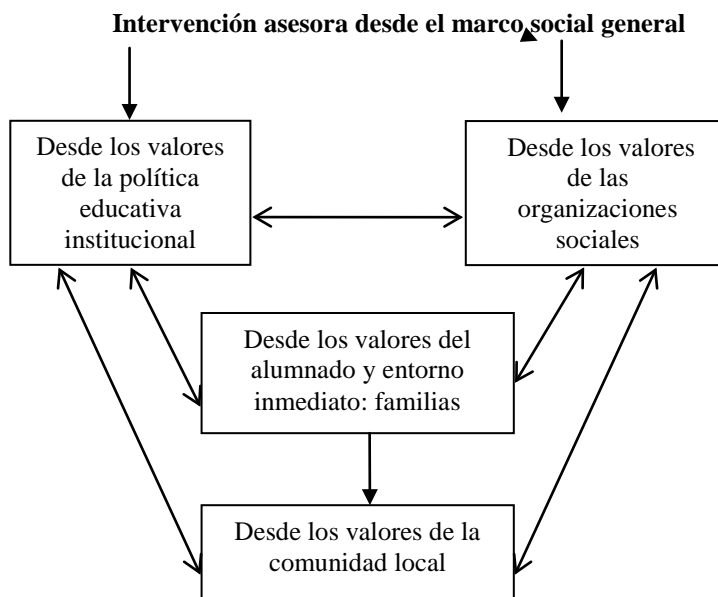 Intervención asesora desde el marco social general
Desde los valores
de la política
educativa
institucional
Desde los valores
de las
organizaciones
sociales
Desde los valores del
alumnado y entorno
inmediato: familias
Desde los valores de la
comunidad local